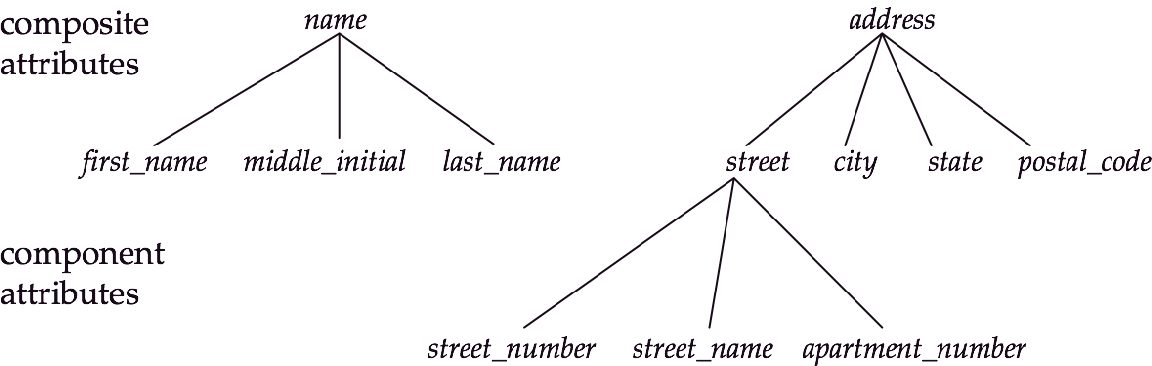 composite attributes
name
address
first_name middle_initial last_name
street city state postal_code
component attributes
street_number street_name apartment_number